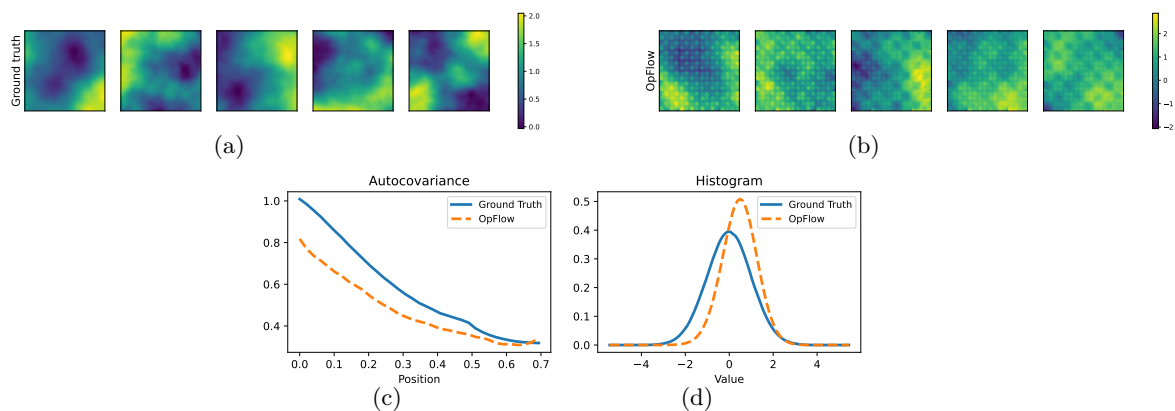 Ground truth
2.0
1.5
1.0
0.5
0.0
(a)
OpFlow
2
1
0
−1
−2
(b)
Autocovariance
Ground Truth
OpFlow
1.0
0.8
0.6
0.4
0.0 0.1 0.2 0.3 0.4 0.5 0.6 0.7
Position
(c)
Histogram
Ground Truth
OpFlow
0.5
0.4
0.3
0.2
0.1
0.0
−4 −2 0 2 4
Value
(d)